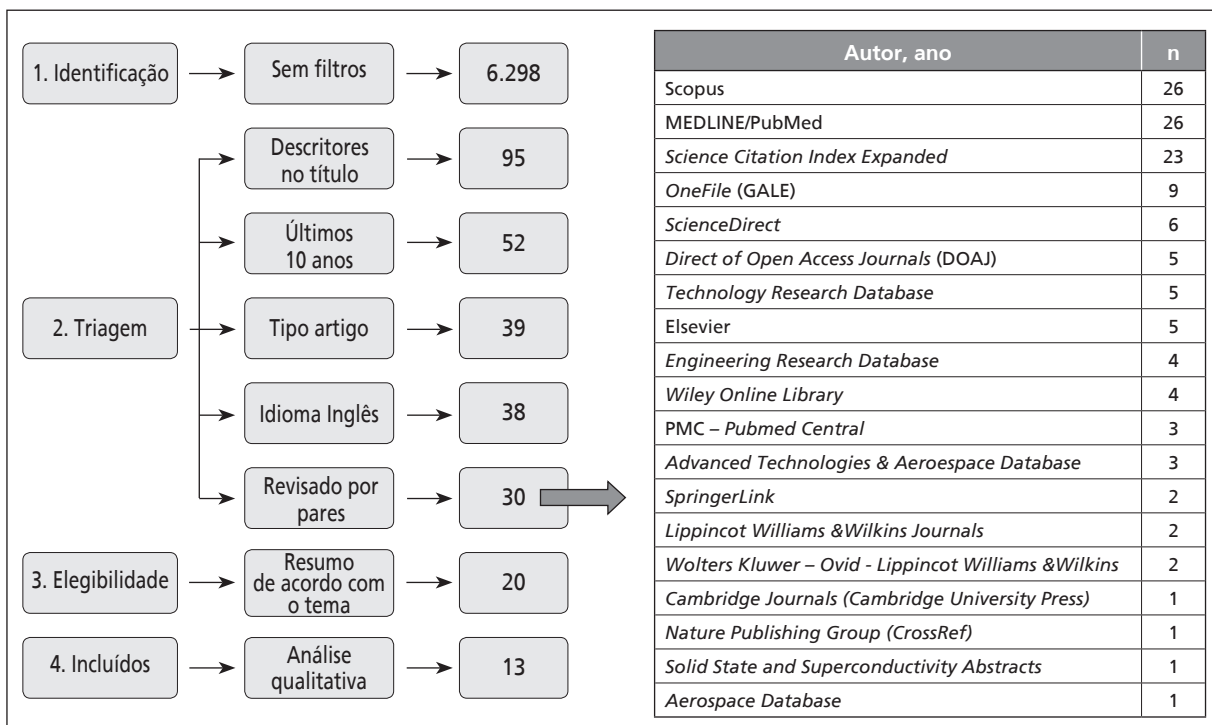 1. Identificação
Sem filtros
6.298
Descritores
no título
95
Últimos
10 anos
52
2. Triagem
Tipo artigo
39
Idioma Inglês
38
Revisado por
pares
30
3. Elegibilidade
Resumo
de acordo com
o tema
20
4. Incluídos
Análise
qualitativa
13
Autor, ano n
Scopus 26
MEDLINE/PubMed 26
Science Citation Index Expanded 23
OneFile (GALE) 9
ScienceDirect 6
Direct of Open Access Journals (DOAJ) 5
Technology Research Database 5
Elsevier 5
Engineering Research Database 4
Wiley Online Library 4
PMC – Pubmed Central 3
Advanced Technologies & Aeroespace Database 3
SpringerLink 2
Lippincot Williams &Wilkins Journals 2
Wolters Kluwer – Ovid - Lippincot Williams &Wilkins 2
Cambridge Journals (Cambridge University Press) 1
Nature Publishing Group (CrossRef) 1
Solid State and Superconductivity Abstracts 1
Aerospace Database 1